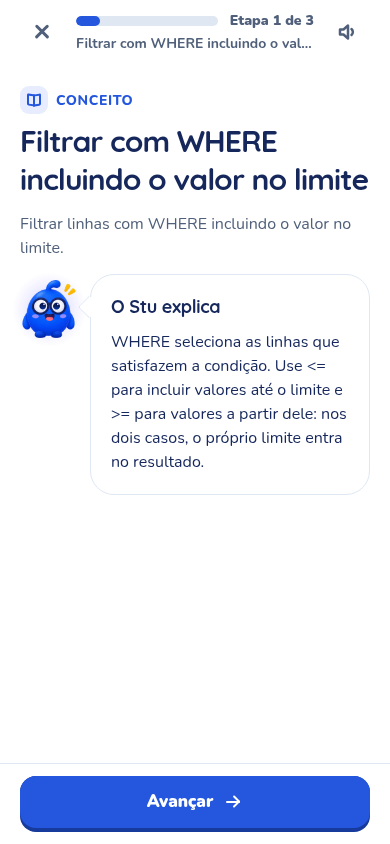 Etapa 1 de 3
Filtrar com WHERE incluindo o val...
CONCEITO
Filtrar com WHERE
incluindo o valor no limite
Filtrar linhas com WHERE incluindo o valor no
limite.
O Stu explica
WHERE seleciona as linhas que
satisfazem a condição. Use <=
para incluir valores até o limite e
>= para valores a partir dele: nos
dois casos, o próprio limite entra
no resultado.
Avançar